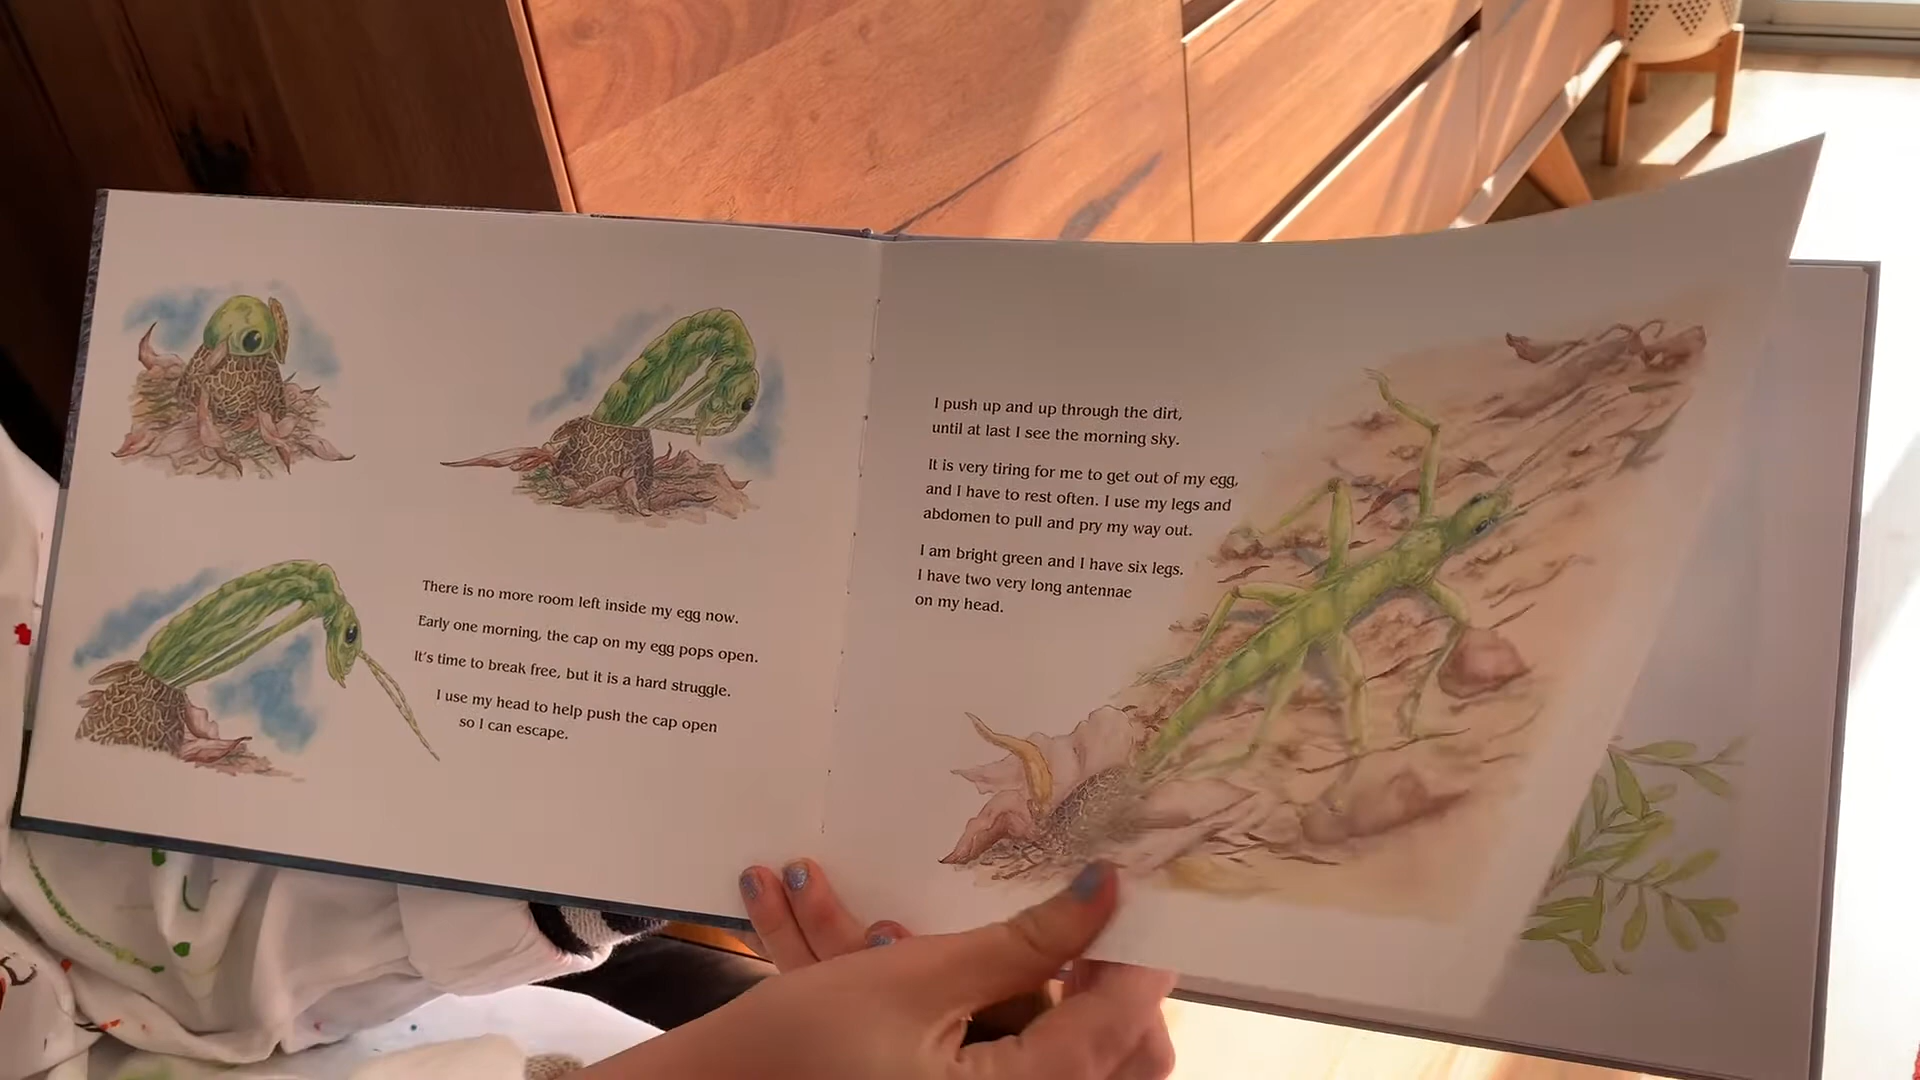 There is no more room left inside my egg now.
Early one morning, the cap on my egg pops open.
It's time to break free, but it is a hard struggle.
I use my head to help push the cap open
so I can escape.
I push up and up through the dirt,
until at last I see the morning sky.
It is very tiring for me to get out of my egg,
and I have to rest often. I use my legs and
abdomen to pull and pry my way out.
I am bright green and I have six legs.
I have two very long antennae
on my head.